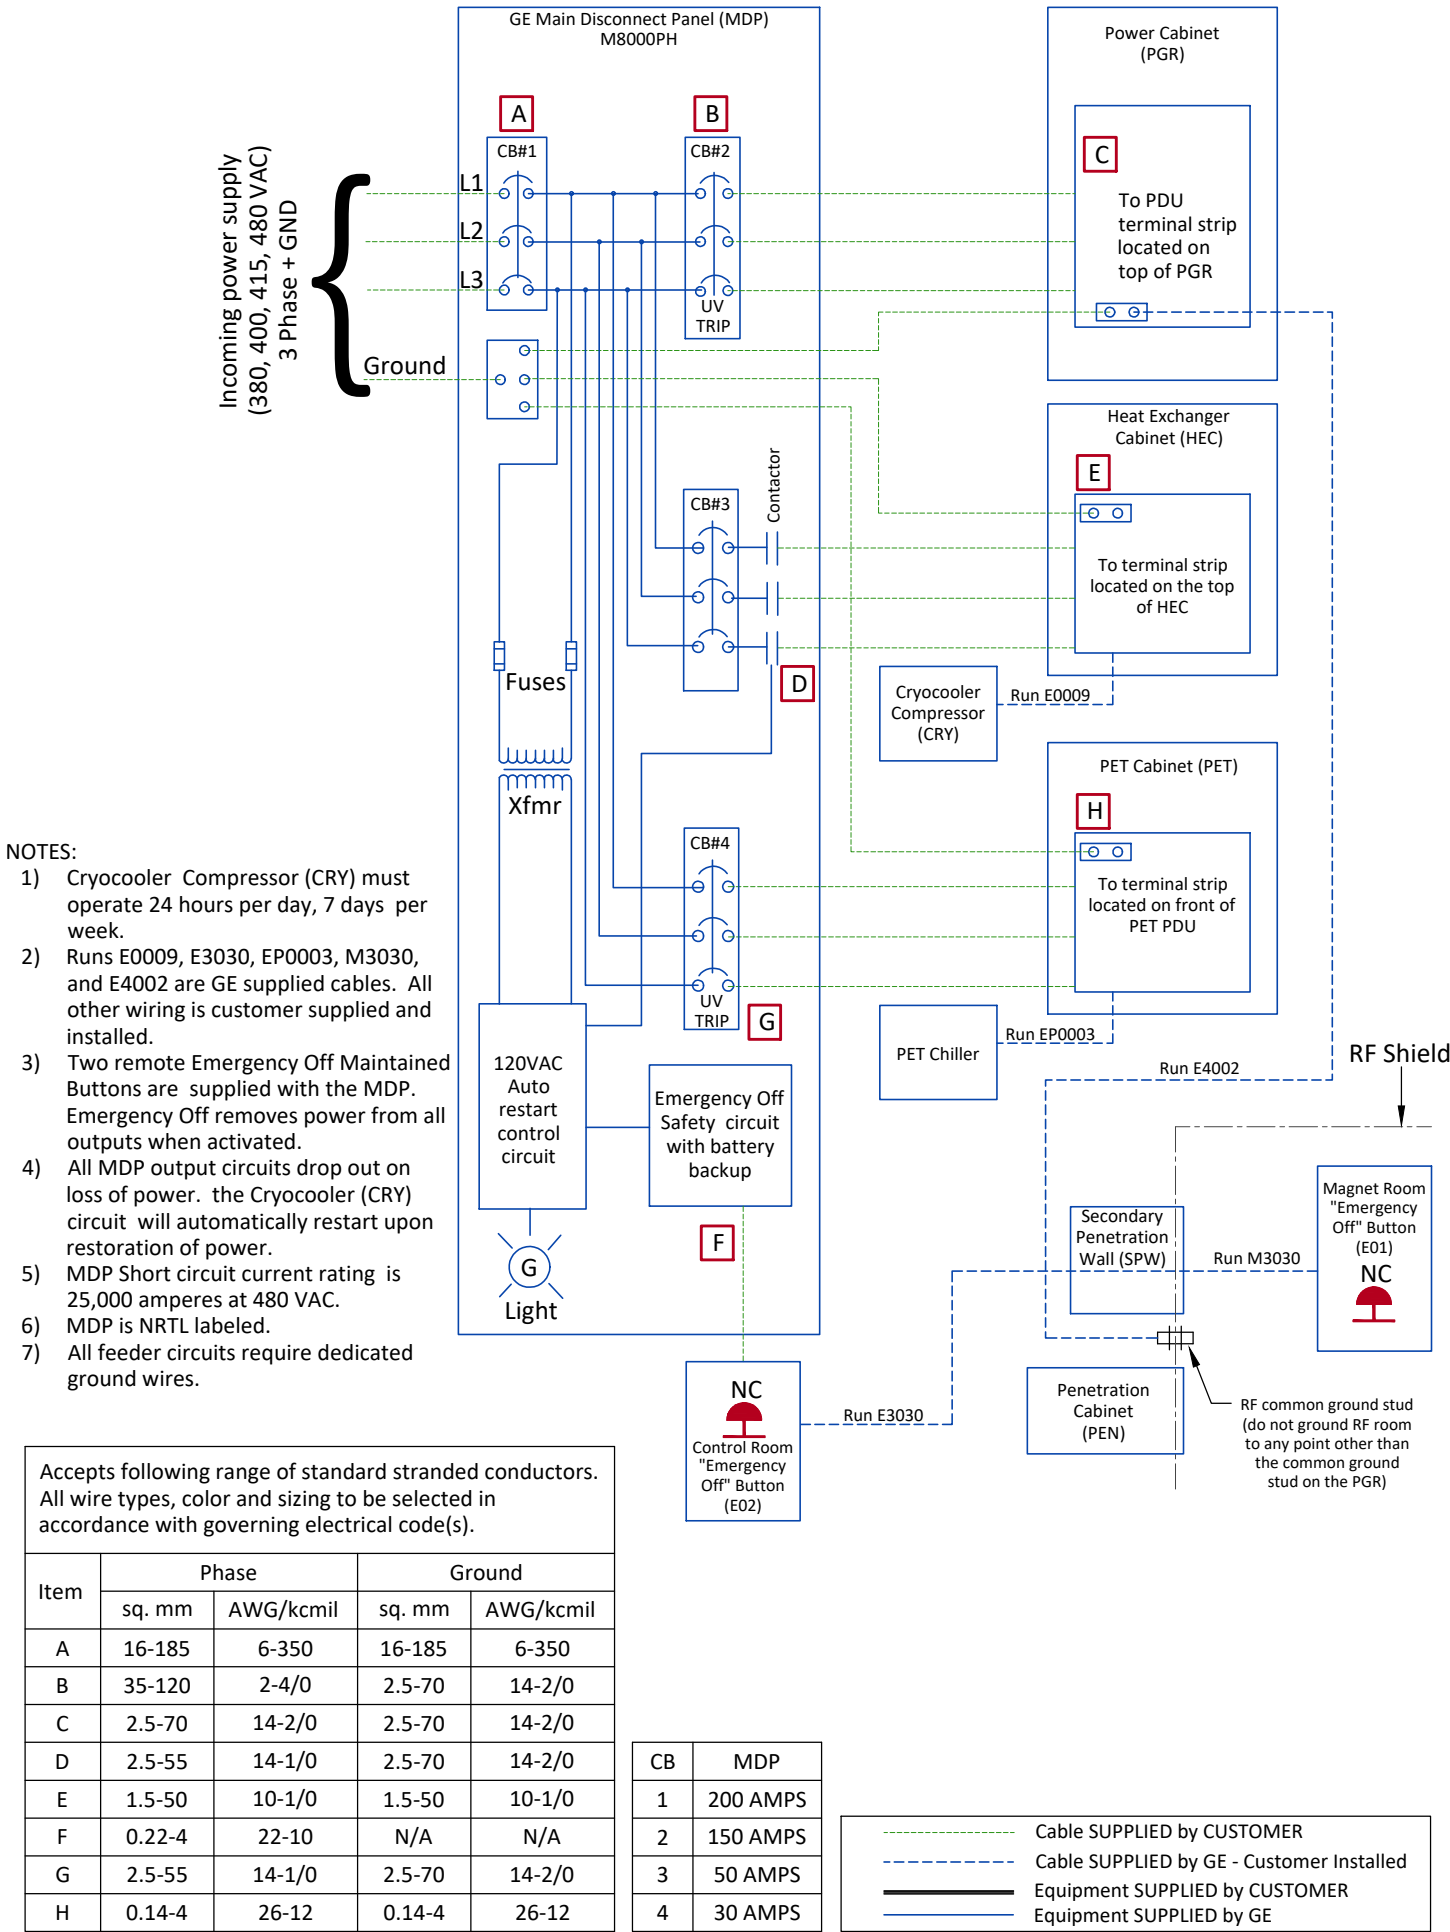 GE Main Disconnect Panel (MDP)
M8000PH
Power Cabinet
(PGR)
A
B
C
CB#1
CB#2
Incoming power supply
(380, 400, 415, 480 VAC)
3 Phase + GND
L1
L2
L3
Ground
UV
TRIP
To PDU
terminal strip
located on
top of PGR
Heat Exchanger
Cabinet (HEC)
E
CB#3
Contactor
To terminal strip
located on the top
of HEC
Fuses
D
Cryocooler
Compressor
(CRY)
Run E0009
PET Cabinet (PET)
H
Xfmr
CB#4
To terminal strip
located on front of
PET PDU
UV
TRIP
G
PET Chiller
Run EP0003
Run E4002
RF Shield
NOTES:
1) Cryocooler Compressor (CRY) must
operate 24 hours per day, 7 days per
week.
2) Runs E0009, E3030, EP0003, M3030,
and E4002 are GE supplied cables. All
other wiring is customer supplied and
installed.
3) Two remote Emergency Off Maintained
Buttons are supplied with the MDP.
Emergency Off removes power from all
outputs when activated.
4) All MDP output circuits drop out on
loss of power. the Cryocooler (CRY)
circuit will automatically restart upon
restoration of power.
5) MDP Short circuit current rating is
25,000 amperes at 480 VAC.
6) MDP is NRTL labeled.
7) All feeder circuits require dedicated
ground wires.
120VAC
Auto
restart
control
circuit
Emergency Off
Safety circuit
with battery
backup
F
G
Light
Secondary
Penetration
Wall (SPW)
Run M3030
Magnet Room
"Emergency
Off" Button
(E01)
NC
NC
Control Room
"Emergency
Off" Button
(E02)
Run E3030
Penetration
Cabinet
(PEN)
RF common ground stud
(do not ground RF room
to any point other than
the common ground
stud on the PGR)
Accepts following range of standard stranded conductors.
All wire types, color and sizing to be selected in
accordance with governing electrical code(s).
Item Phase Ground
sq. mm AWG/kcmil sq. mm AWG/kcmil
A 16-185 6-350 16-185 6-350
B 35-120 2-4/0 2.5-70 14-2/0
C 2.5-70 14-2/0 2.5-70 14-2/0
D 2.5-55 14-1/0 2.5-70 14-2/0
E 1.5-50 10-1/0 1.5-50 10-1/0
F 0.22-4 22-10 N/A N/A
G 2.5-55 14-1/0 2.5-70 14-2/0
H 0.14-4 26-12 0.14-4 26-12
CB MDP
1 200 AMPS
2 150 AMPS
3 50 AMPS
4 30 AMPS
Cable SUPPLIED by CUSTOMER
Cable SUPPLIED by GE - Customer Installed
Equipment SUPPLIED by CUSTOMER
Equipment SUPPLIED by GE